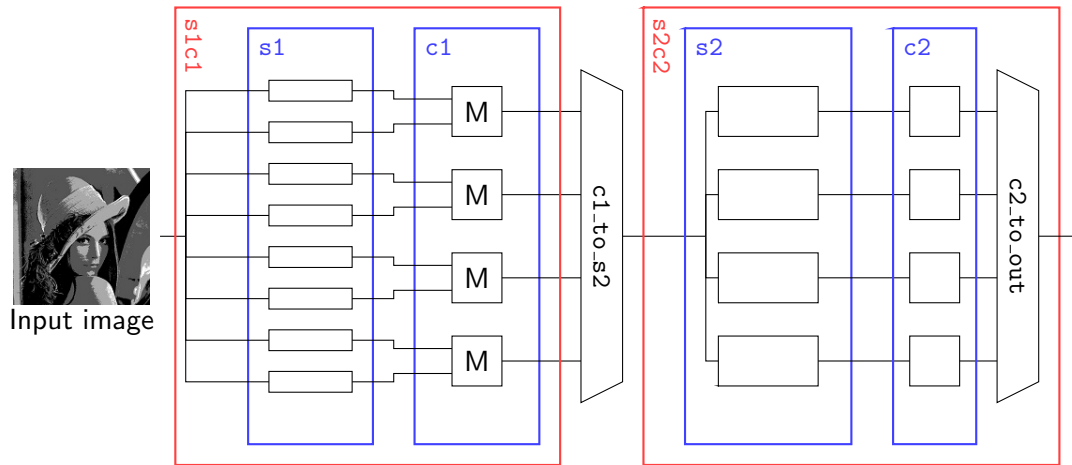 s1c1
s1
c1
M
M
M
M
c1_to_s2
s2c2
s2
c2
c2_to_out
Input image